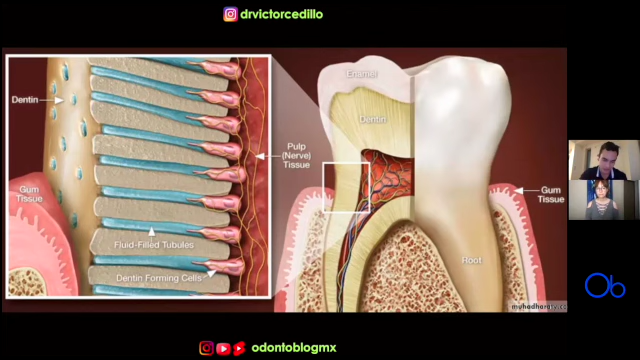 drvictorcedillo
Enamel
Dentin
Dentin
Pulp
(Nerve)
Tissue
Gum
Tissue
Gum
Tissue
Fluid-Filled Tubules
Root
Dentin Forming Cells
Ob
odontoblogmx